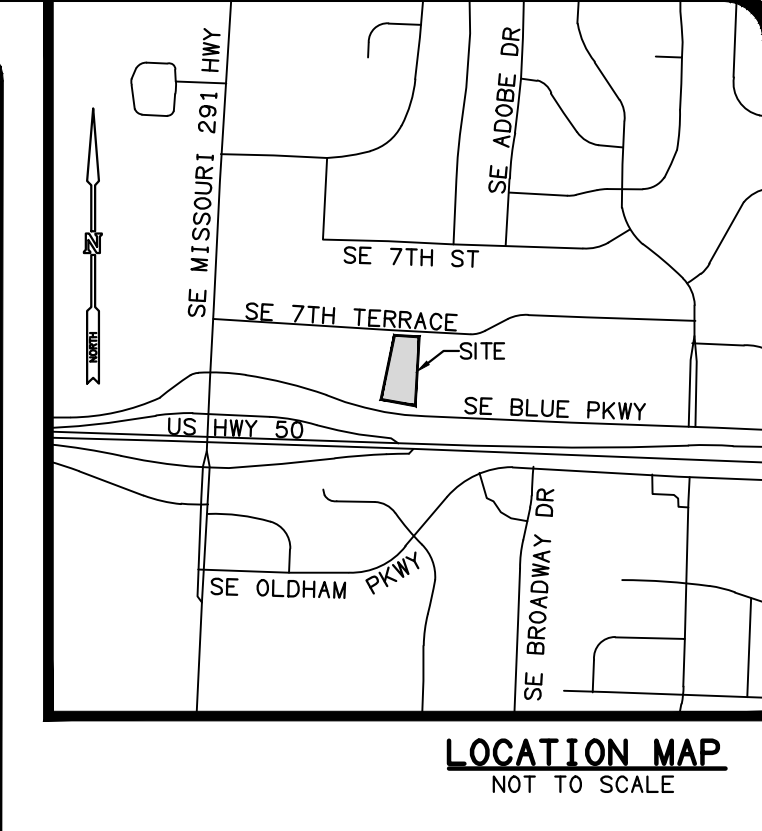 SE MISSOURI 291 HWY
SE ADOBE DR
N
NORTH
SE 7TH ST
SE 7TH TERRACE
SITE
SE BLUE PKWY
US HWY 50
SE OLDHAM PKWY
SE BROADWAY DR
LOCATION MAP
NOT TO SCALE